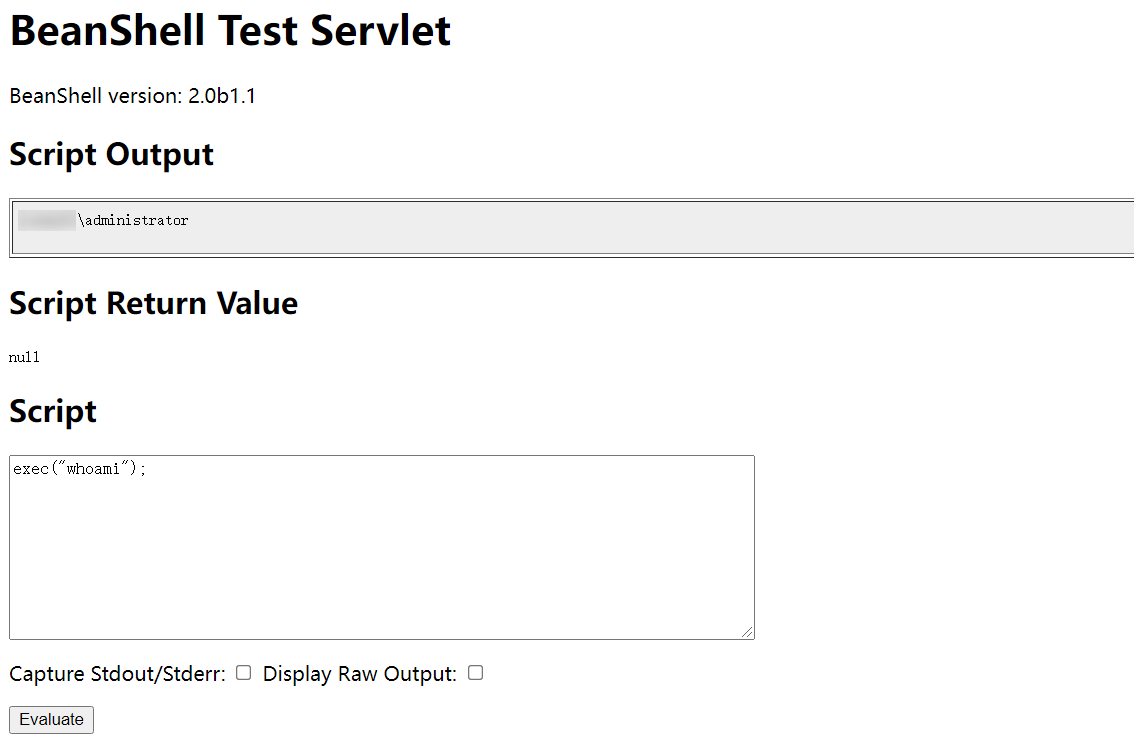 BeanShell Test Servlet
BeanShell version: 2.0b1.1
Script Output
\administrator
Script Return Value
null
Script
exec("whoami");
Capture Stdout/Stderr: Display Raw Output:
Evaluate